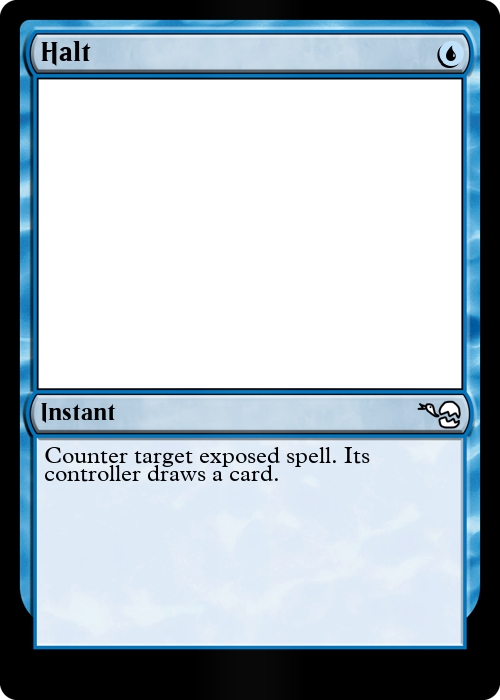 Halt
Instant
Counter target exposed spell. Its
controller draws a card.